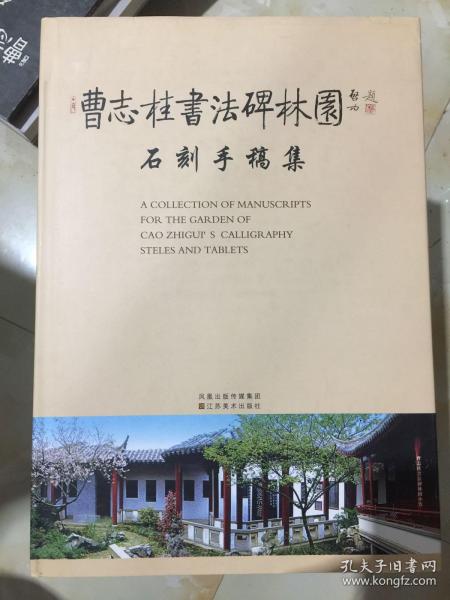 曹志桂書法碑林園
啓功
題
石刻手稿集
A COLLECTION OF MANUSCRIPTS
FOR THE GARDEN OF
CAO ZHIGUI' S CALLIGRAPHY
STELES AND TABLETS
凤凰出版传媒集团
江苏美术出版社
孔夫子旧书网
www.kongfz.com